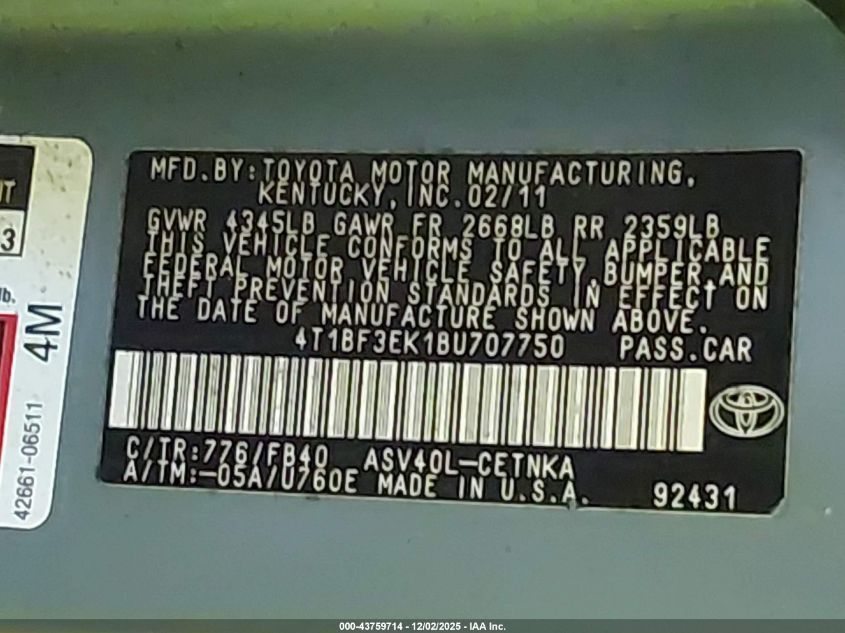 MFD.BY:TOYOTA MOTOR MANUFACTURING,
KENTUCKY, INC. 02/11
GVWR 4345LB GAWR FR 2668LB RR 2359LB
THIS VEHICLE CONFORMS TO ALL APPLICABLE
FEDERAL MOTOR VEHICLE SAFETY, BUMPER, AND
THEFT PREVENTION STANDARDS IN EFFECT ON
THE DATE OF MANUFACTURE SHOWN ABOVE.
4T1BF3EK1BU707750 PASS.CAR
C/TR:776/FB40 ASV40L-CETNKA
A/TM:-05A/U760E MADE IN U.S.A. 92431
3
lb.
4M
42661-06511
000-43759714 - 12/02/2025 - IAA Inc.